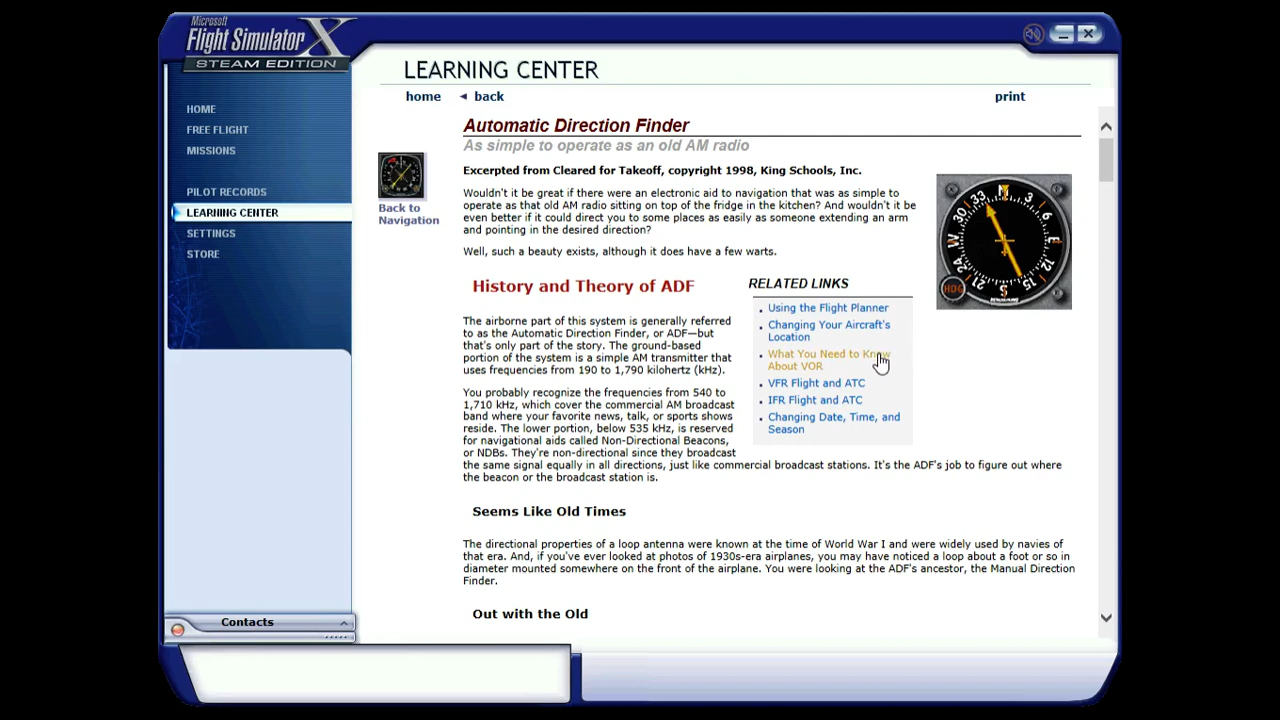 Microsoft
Flight Simulator X
STEAM EDITION
LEARNING CENTER
home
back
print
HOME
FREE FLIGHT
MISSIONS
PILOT RECORDS
LEARNING CENTER
SETTINGS
STORE
Back to
Navigation
Automatic Direction Finder
As simple to operate as an old AM radio
Excerpted from Cleared for Takeoff, copyright 1998, King Schools, Inc.
Wouldn't it be great if there were an electronic aid to navigation that was as simple to
operate as that old AM radio sitting on top of the fridge in the kitchen? And wouldn't it be
even better if it could direct you to some places as easily as someone extending an arm
and pointing in the desired direction?
Well, such a beauty exists, although it does have a few warts.
33 N 3 6 E 12 15 S 21 24 W 30
HDG
History and Theory of ADF
The airborne part of this system is generally referred
to as the Automatic Direction Finder, or ADF—but
that's only part of the story. The ground-based
portion of the system is a simple AM transmitter that
uses frequencies from 190 to 1,790 kilohertz (kHz).
RELATED LINKS
Using the Flight Planner
Changing Your Aircraft's
Location
What You Need to Know
About VOR
VFR Flight and ATC
IFR Flight and ATC
Changing Date, Time, and
Season
You probably recognize the frequencies from 540 to
1,710 kHz, which cover the commercial AM broadcast
band where your favorite news, talk, or sports shows
reside. The lower portion, below 535 kHz, is reserved
for navigational aids called Non-Directional Beacons,
or NDBs. They're non-directional since they broadcast
the same signal equally in all directions, just like commercial broadcast stations. It's the ADF's job to figure out where
the beacon or the broadcast station is.
Seems Like Old Times
The directional properties of a loop antenna were known at the time of World War I and were widely used by navies of
that era. And, if you've ever looked at photos of 1930s-era airplanes, you may have noticed a loop about a foot or so in
diameter mounted somewhere on the front of the airplane. You were looking at the ADF's ancestor, the Manual Direction
Finder.
Out with the Old
Contacts